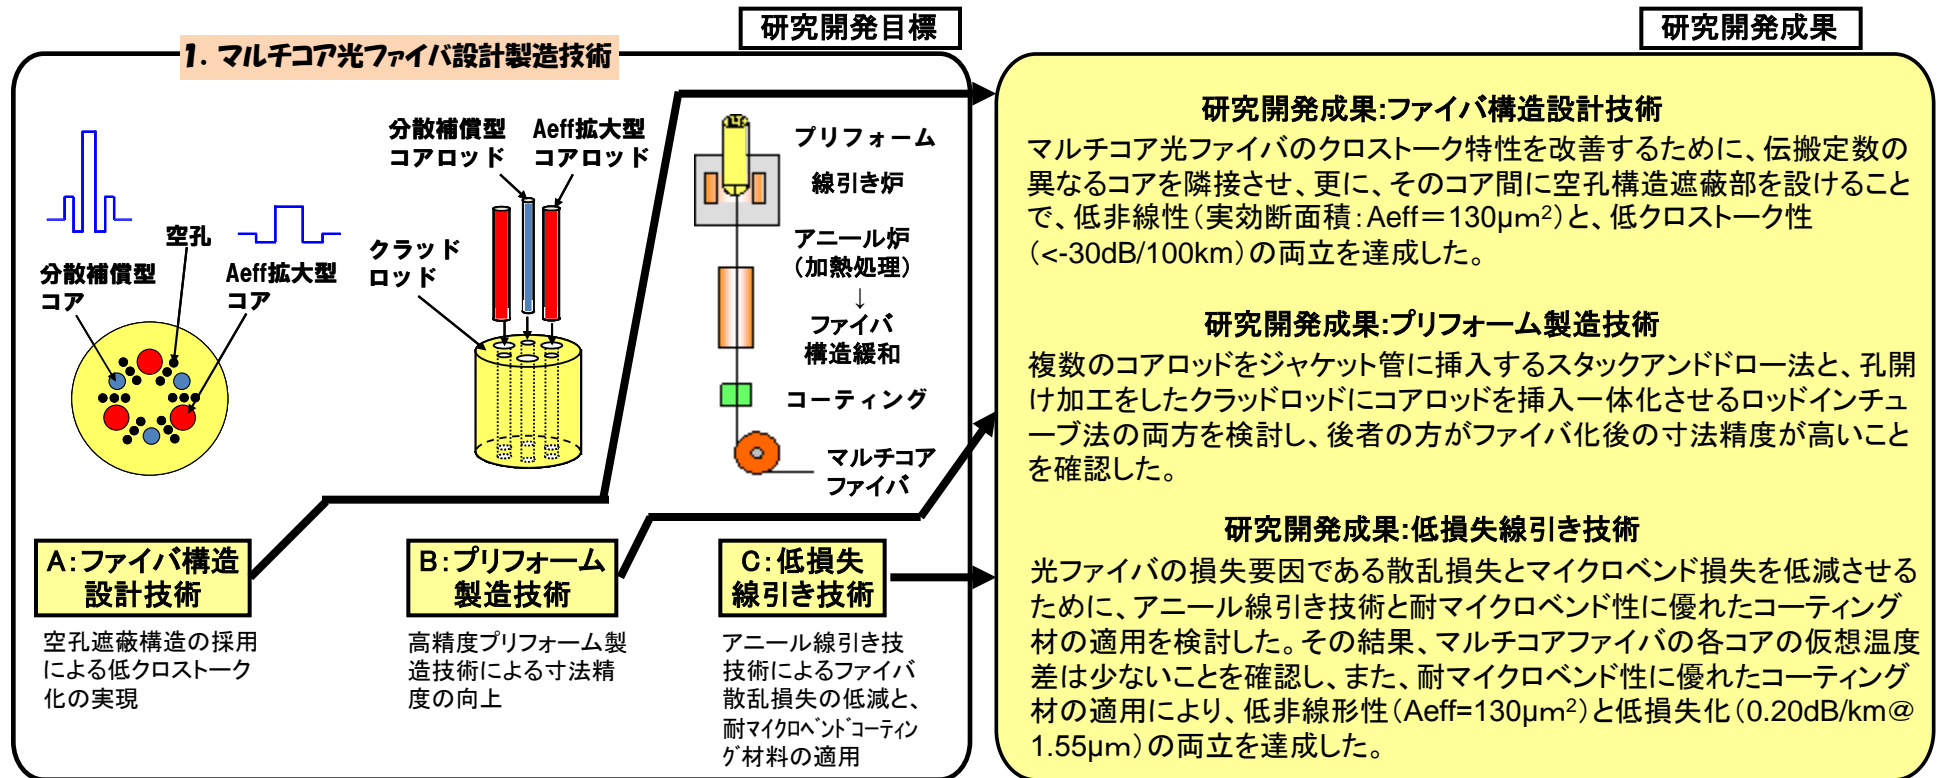 研究開発目標
研究開発成果
1. マルチコア光ファイバ設計製造技術
分散補償型
コア
空孔
Aeff拡大型
コア
分散補償型
コアロッド
Aeff拡大型
コアロッド
クラッド
ロッド
プリフォーム
線引き炉
アニール炉
（加熱処理）
↓
ファイバ
構造緩和
コーティング
マルチコア
ファイバ
A：ファイバ構造
設計技術
空孔遮蔽構造の採用
による低クロストーク
化の実現
B：プリフォーム
製造技術
高精度プリフォーム製
造技術による寸法精
度の向上
C：低損失
線引き技術
アニール線引き技
技術によるファイバ
散乱損失の低減と、
耐マイクロベンドコーティン
グ材料の適用
研究開発成果:ファイバ構造設計技術
マルチコア光ファイバのクロストーク特性を改善するために、伝搬定数の
異なるコアを隣接させ、更に、そのコア間に空孔構造遮蔽部を設けること
で、低非線性（実効断面積：Aeff＝130μm²）と、低クロストーク性
（<-30dB/100km）の両立を達成した。
研究開発成果:プリフォーム製造技術
複数のコアロッドをジャケット管に挿入するスタックアンドドロー法と、孔開
け加工をしたクラッドロッドにコアロッドを挿入一体化させるロッドインチュ
ーブ法の両方を検討し、後者の方がファイバ化後の寸法精度が高いこと
を確認した。
研究開発成果:低損失線引き技術
光ファイバの損失要因である散乱損失とマイクロベンド損失を低減させる
ために、アニール線引き技術と耐マイクロベンド性に優れたコーティング
材の適用を検討した。その結果、マルチコアファイバの各コアの仮想温度
差は少ないことを確認し、また、耐マイクロベンド性に優れたコーティング
材の適用により、低非線形性（Aeff=130μm²）と低損失化（0.20dB/km@
1.55μm）の両立を達成した。